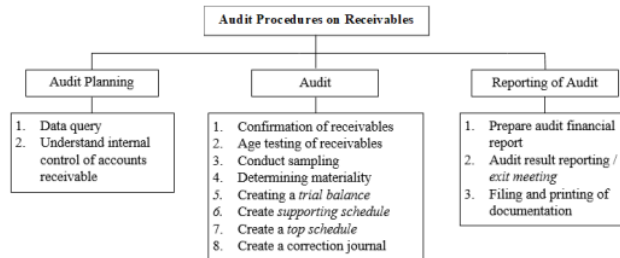 Audit Procedures on Receivables
Audit Planning
1. Data query
2. Understand internal
control of accounts
receivable
Audit
1. Confirmation of receivables
2. Age testing of receivables
3. Conduct sampling
4. Determining materiality
5. Creating a trial balance
6. Create supporting schedule
7. Create a top schedule
8. Create a correction journal
Reporting of Audit
1. Prepare audit financial
report
2. Audit result reporting /
exit meeting
3. Filing and printing of
documentation